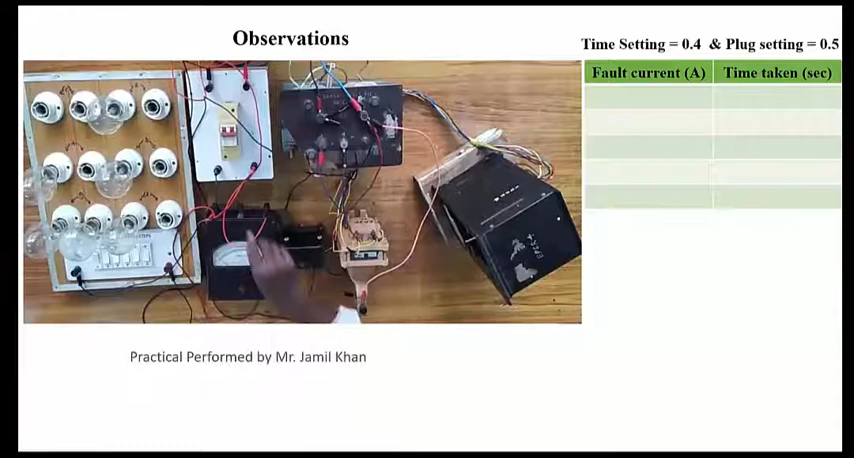 Observations
Time Setting = 0.4 & Plug setting = 0.5
Fault current (A)
Time taken (sec)
Practical Performed by Mr. Jamil Khan